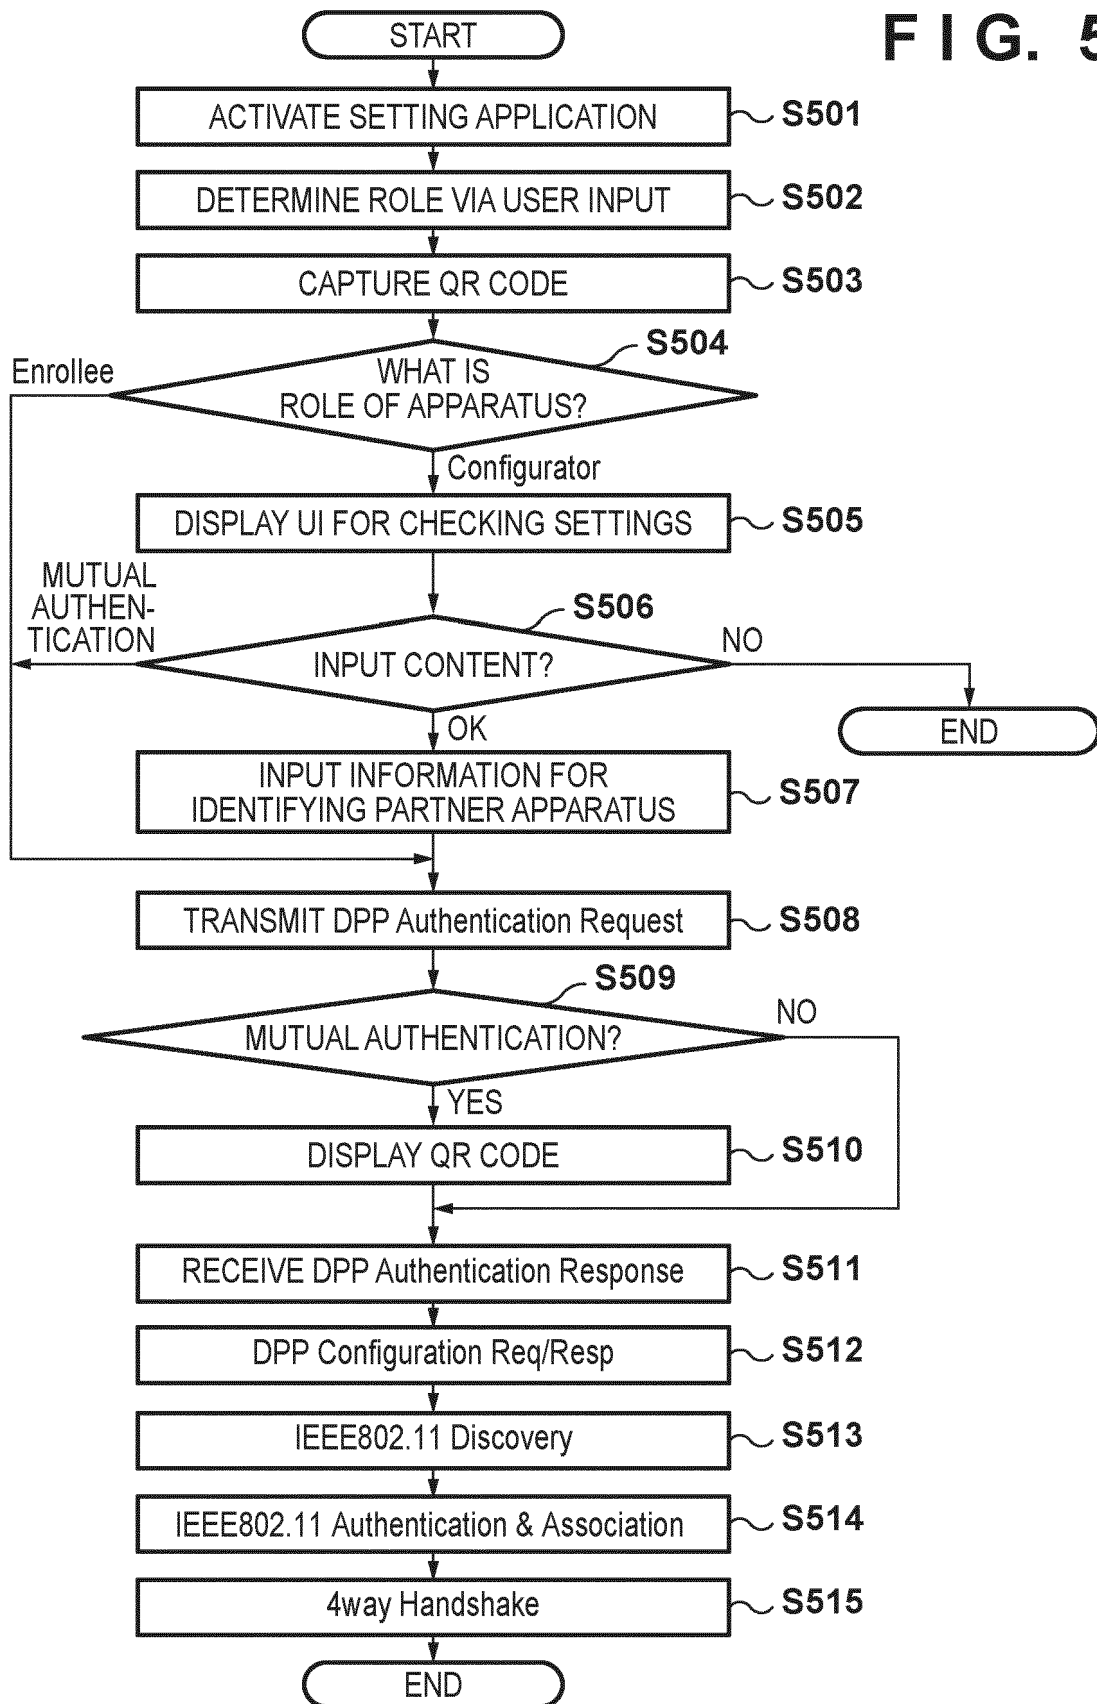 FIG. 5
START
ACTIVATE SETTING APPLICATION
S501
DETERMINE ROLE VIA USER INPUT
S502
CAPTURE QR CODE
S503
S504
Enrollee
WHAT IS
ROLE OF APPARATUS?
Configurator
DISPLAY UI FOR CHECKING SETTINGS
S505
MUTUAL
AUTHEN-
TICATION
S506
INPUT CONTENT?
NO
END
OK
INPUT INFORMATION FOR
IDENTIFYING PARTNER APPARATUS
S507
TRANSMIT DPP Authentication Request
S508
S509
MUTUAL AUTHENTICATION?
NO
YES
DISPLAY QR CODE
S510
RECEIVE DPP Authentication Response
S511
DPP Configuration Req/Resp
S512
IEEE802.11 Discovery
S513
IEEE802.11 Authentication & Association
S514
4way Handshake
S515
END